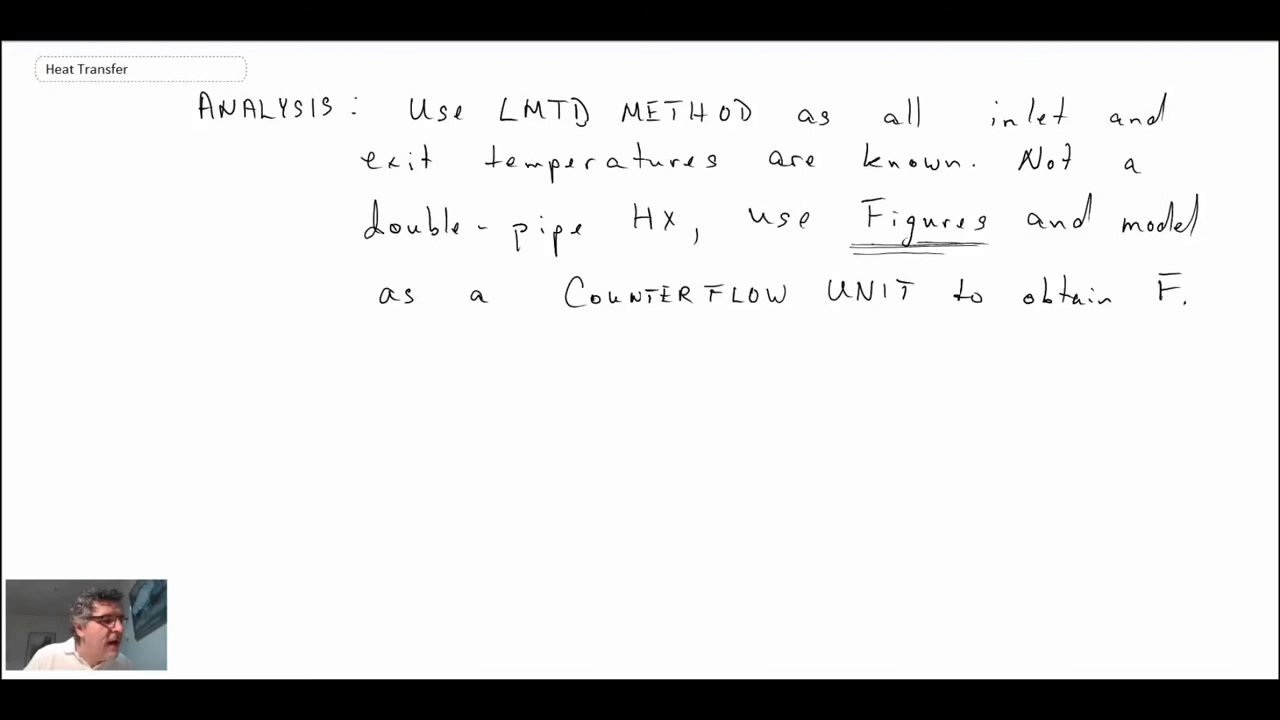 Heat Transfer
ANALYSIS: Use LMTD METHOD as all inlet and
exit temperatures are known. Not a
double-pipe HX, use Figures and model
as a COUNTERFLOW UNIT to obtain F.